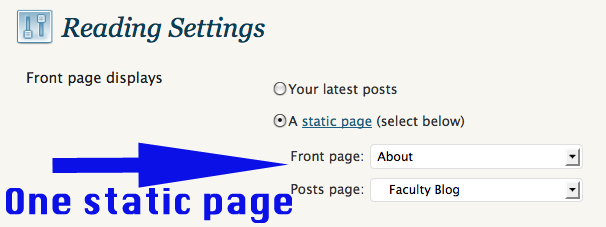 Reading Settings
Front page displays
Your latest posts
A static page (select below)
Front page: About
Posts page: Faculty Blog
One static page